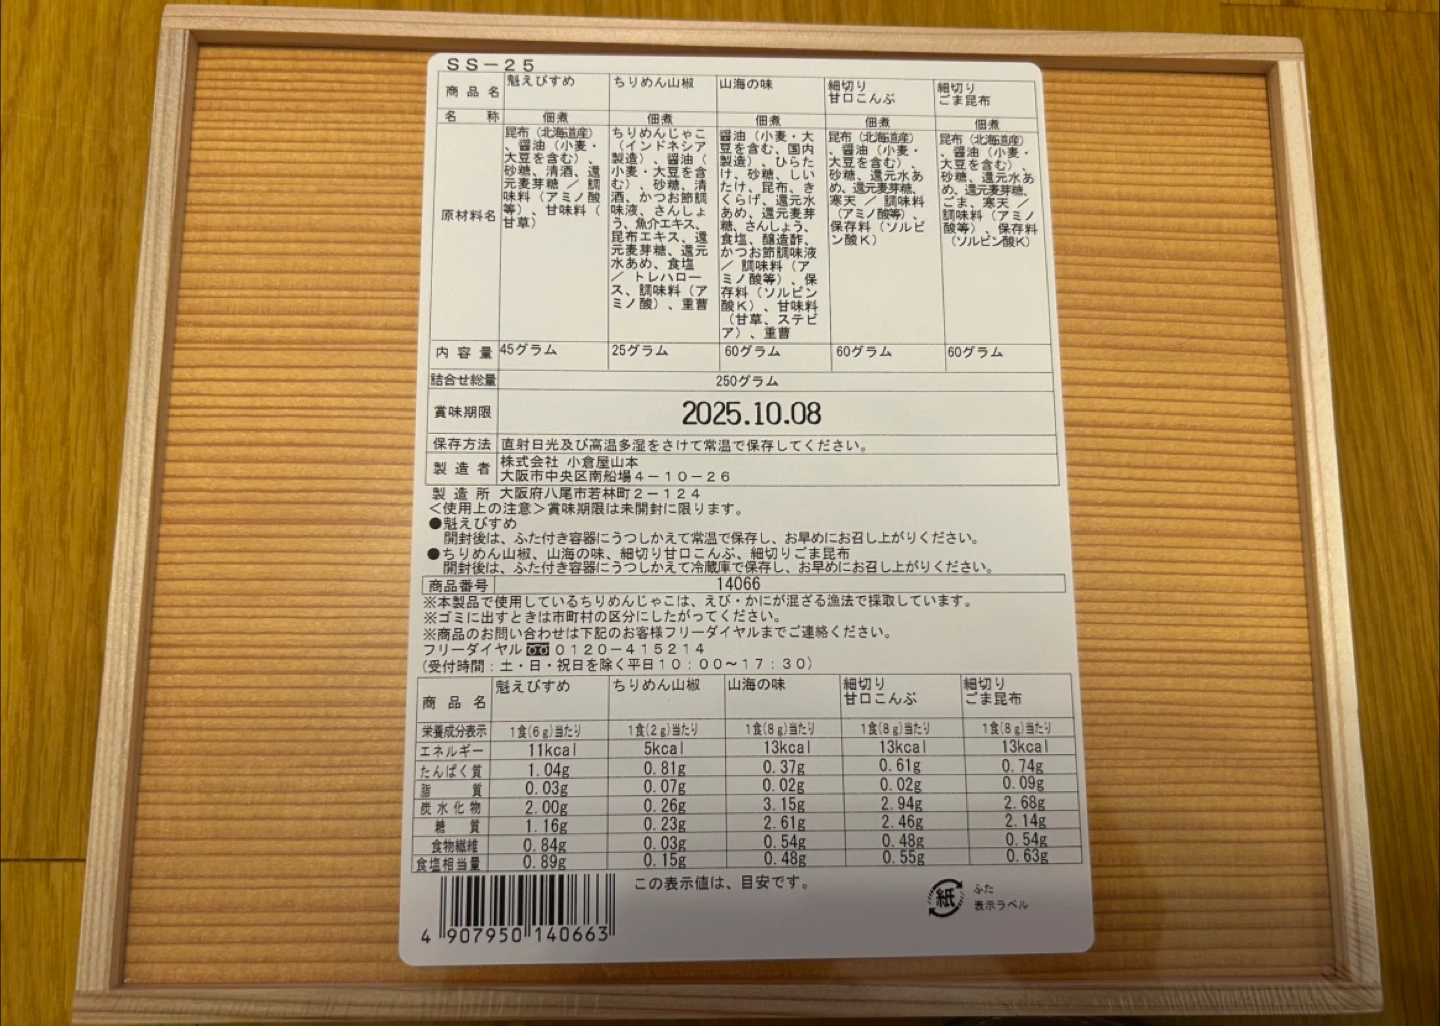 SS-25
商品名 魁えびすめ ちりめん山椒 山海の味 細切り甘口こんぶ 細切りごま昆布
名称 佃煮 佃煮 佃煮 佃煮 佃煮
原材料名
昆布（北海道産）
、醤油（小麦・
大豆を含む）、
砂糖、清酒、還
元麦芽糖 ／ 調
味料（アミノ酸
等）、甘味料（
甘草）
ちりめんじゃこ
（インドネシア
製造）、醤油（
小麦・大豆を含
む）、砂糖、清
酒、かつお節調
味液、さんしょ
う、魚介エキス、
昆布エキス、還
元麦芽糖、還元
水あめ、食塩
／ トレハロー
ス、調味料（ア
ミノ酸）、重曹
醤油（小麦・大
豆を含む、国内
製造）、ひらた
け、砂糖、しい
たけ、昆布、き
くらげ、還元水
あめ、還元麦芽
糖、さんしょう、
食塩、醸造酢、
かつお節調味液
／ 調味料（ア
ミノ酸等）、保
存料（ソルビン
酸K）、甘味料
（甘草、ステビ
ア）、重曹
昆布（北海道産）
、醤油（小麦・
大豆を含む）、
砂糖、還元水あ
め、還元麦芽糖、
寒天 ／ 調味料
（アミノ酸等）、
保存料（ソルビ
ン酸K）
昆布（北海道産）
、醤油（小麦・
大豆を含む）、
砂糖、還元水あ
め、還元麦芽糖、
ごま、寒天 ／
調味料（アミノ
酸等）、保存料
（ソルビン酸K）
内容量 45グラム 25グラム 60グラム 60グラム 60グラム
詰合せ総量 250グラム
賞味期限 2025.10.08
保存方法 直射日光及び高温多湿をさけて常温で保存してください。
製造者 株式会社 小倉屋山本
大阪市中央区南船場4－10－26
製造所 大阪府八尾市若林町2－124
＜使用上の注意＞賞味期限は未開封に限ります。
●魁えびすめ
開封後は、ふた付き容器にうつしかえて常温で保存し、お早めにお召し上がりください。
●ちりめん山椒、山海の味、細切り甘口こんぶ、細切りごま昆布
開封後は、ふた付き容器にうつしかえて冷蔵庫で保存し、お早めにお召し上がりください。
商品番号 14066
※本製品で使用しているちりめんじゃこは、えび・かにが混ざる漁法で採取しています。
※ゴミに出すときは市町村の区分にしたがってください。
※商品のお問い合わせは下記のお客様フリーダイヤルまでご連絡ください。
フリーダイヤル 0120－415214
（受付時間：土・日・祝日を除く平日10：00～17：30）
商品名 魁えびすめ ちりめん山椒 山海の味 細切り甘口こんぶ 細切りごま昆布
栄養成分表示 1食(6g)当たり 1食(2g)当たり 1食(8g)当たり 1食(8g)当たり 1食(8g)当たり
エネルギー 11kcal 5kcal 13kcal 13kcal 13kcal
たんぱく質 1.04g 0.81g 0.37g 0.61g 0.74g
脂質 0.03g 0.07g 0.02g 0.02g 0.09g
炭水化物 2.00g 0.26g 3.15g 2.94g 2.68g
糖質 1.16g 0.23g 2.61g 2.46g 2.14g
食物繊維 0.84g 0.03g 0.54g 0.48g 0.54g
食塩相当量 0.89g 0.15g 0.48g 0.55g 0.63g
この表示値は、目安です。
紙 ふた
表示ラベル
4 907950 140663